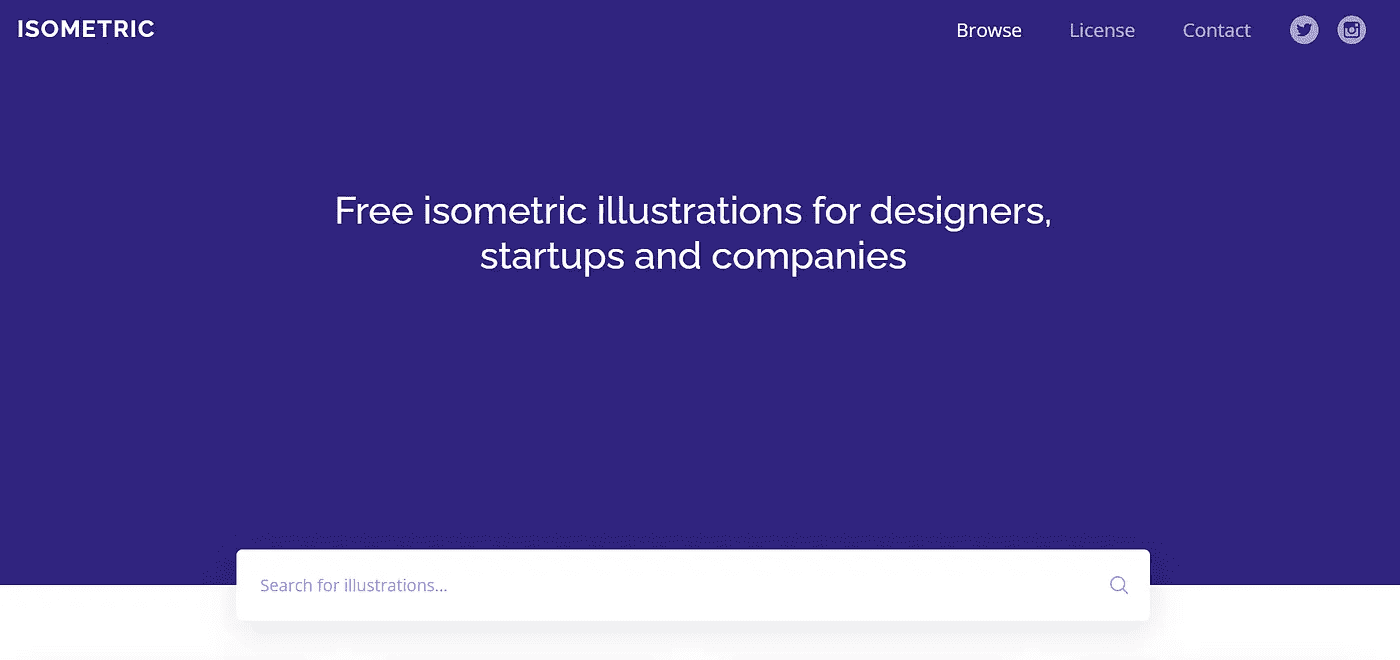 ISOMETRIC
Browse License Contact
Free isometric illustrations for designers,
startups and companies
Search for illustrations...